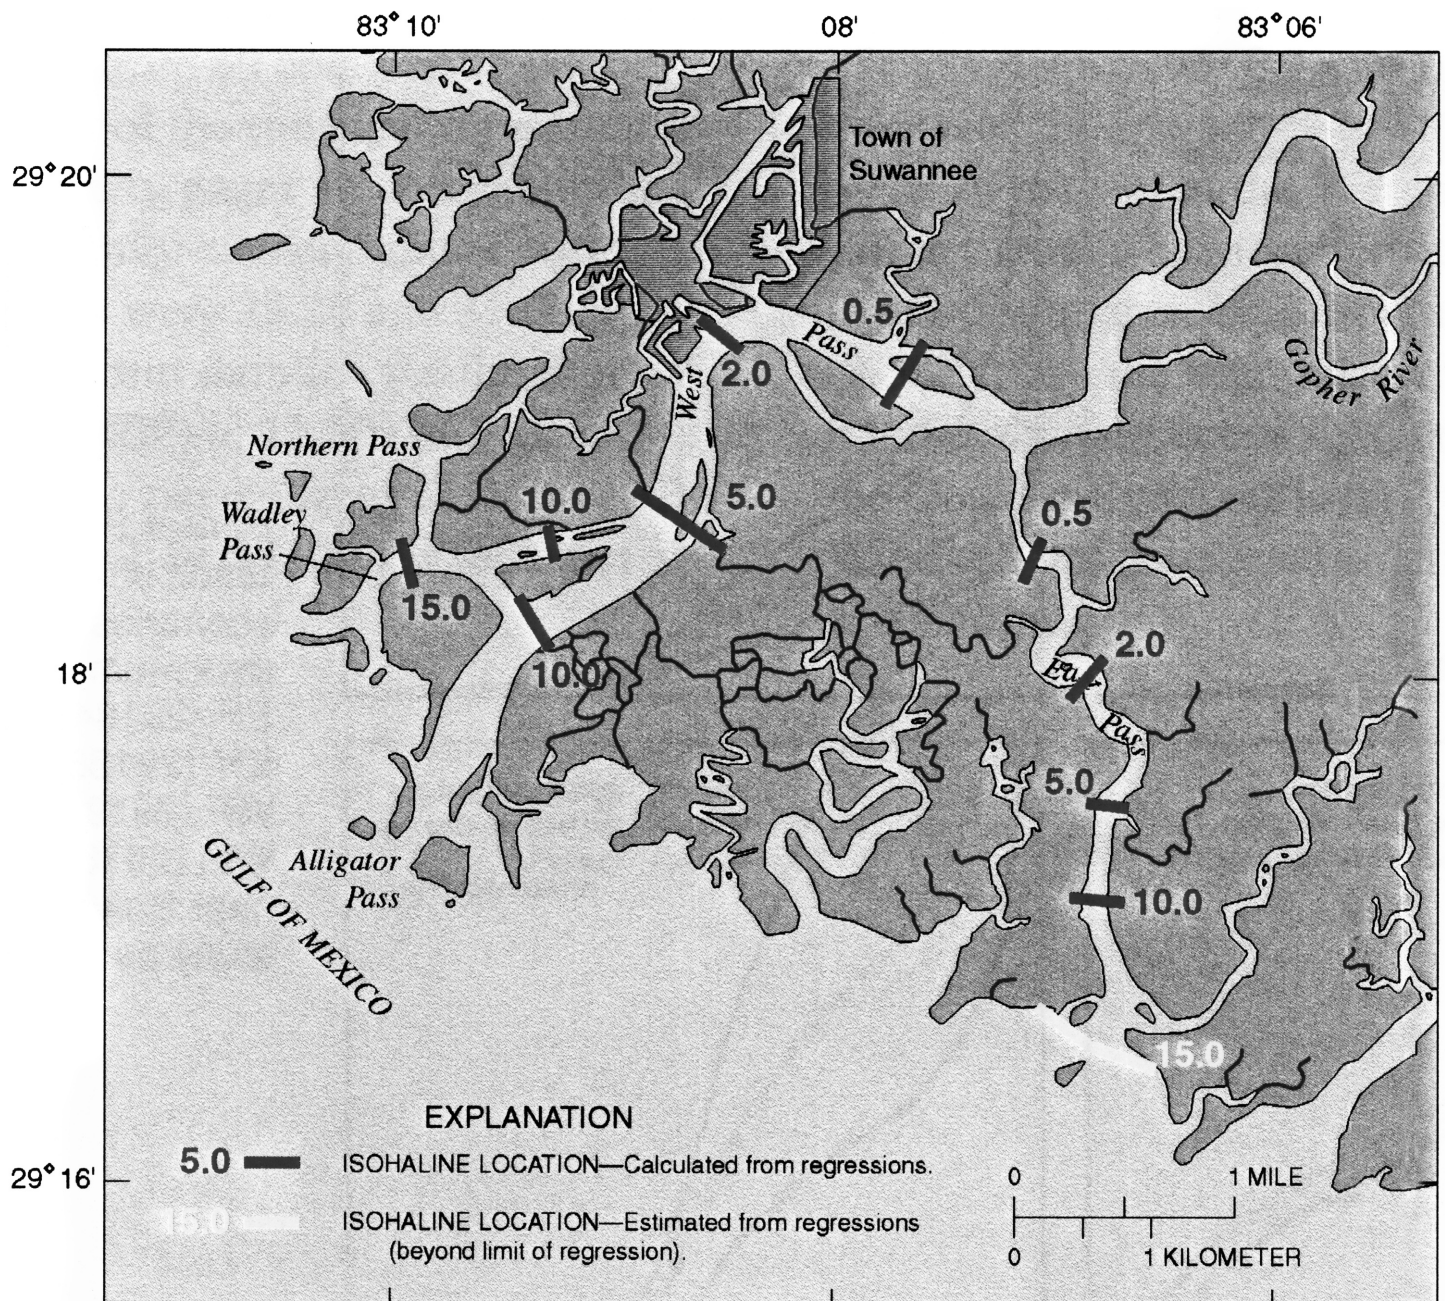 83° 10'
08'
83° 06'
29° 20'
Town of
Suwannee
0.5
Pass
2.0
West
Gopher River
Northern Pass
Wadley
Pass
10.0
5.0
0.5
15.0
2.0
18'
10.0
East
Pass
5.0
Alligator
Pass
10.0
GULF OF MEXICO
15.0
EXPLANATION
5.0 ISOHALINE LOCATION—Calculated from regressions.
15.0 ISOHALINE LOCATION—Estimated from regressions
(beyond limit of regression).
29° 16'
0 1 MILE
0 1 KILOMETER